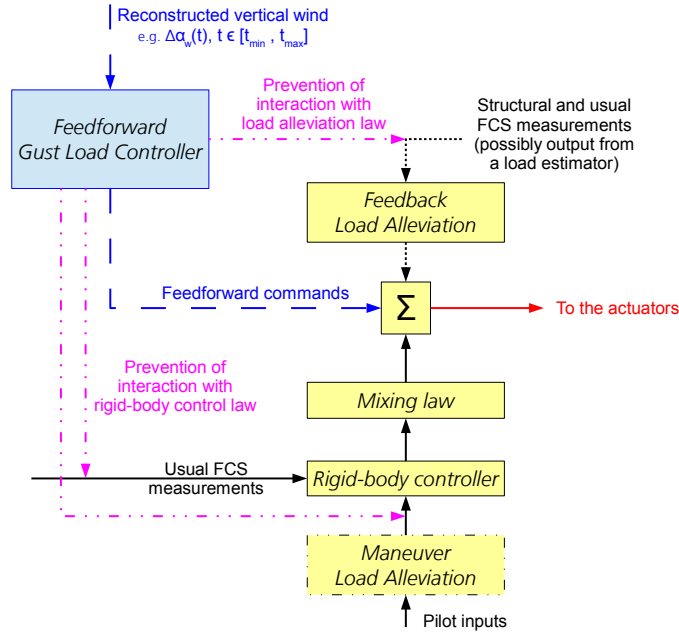 Reconstructed vertical wind
e.g. Δα_w(t), t ϵ [t_min , t_max]
Feedforward
Gust Load Controller
Prevention of
interaction with
load alleviation law
Structural and usual
FCS measurements
(possibly output from
a load estimator)
Feedback
Load Alleviation
Feedforward commands
Σ
To the actuators
Prevention of
interaction with
rigid-body control law
Mixing law
Usual FCS
measurements
Rigid-body controller
Maneuver
Load Alleviation
Pilot inputs